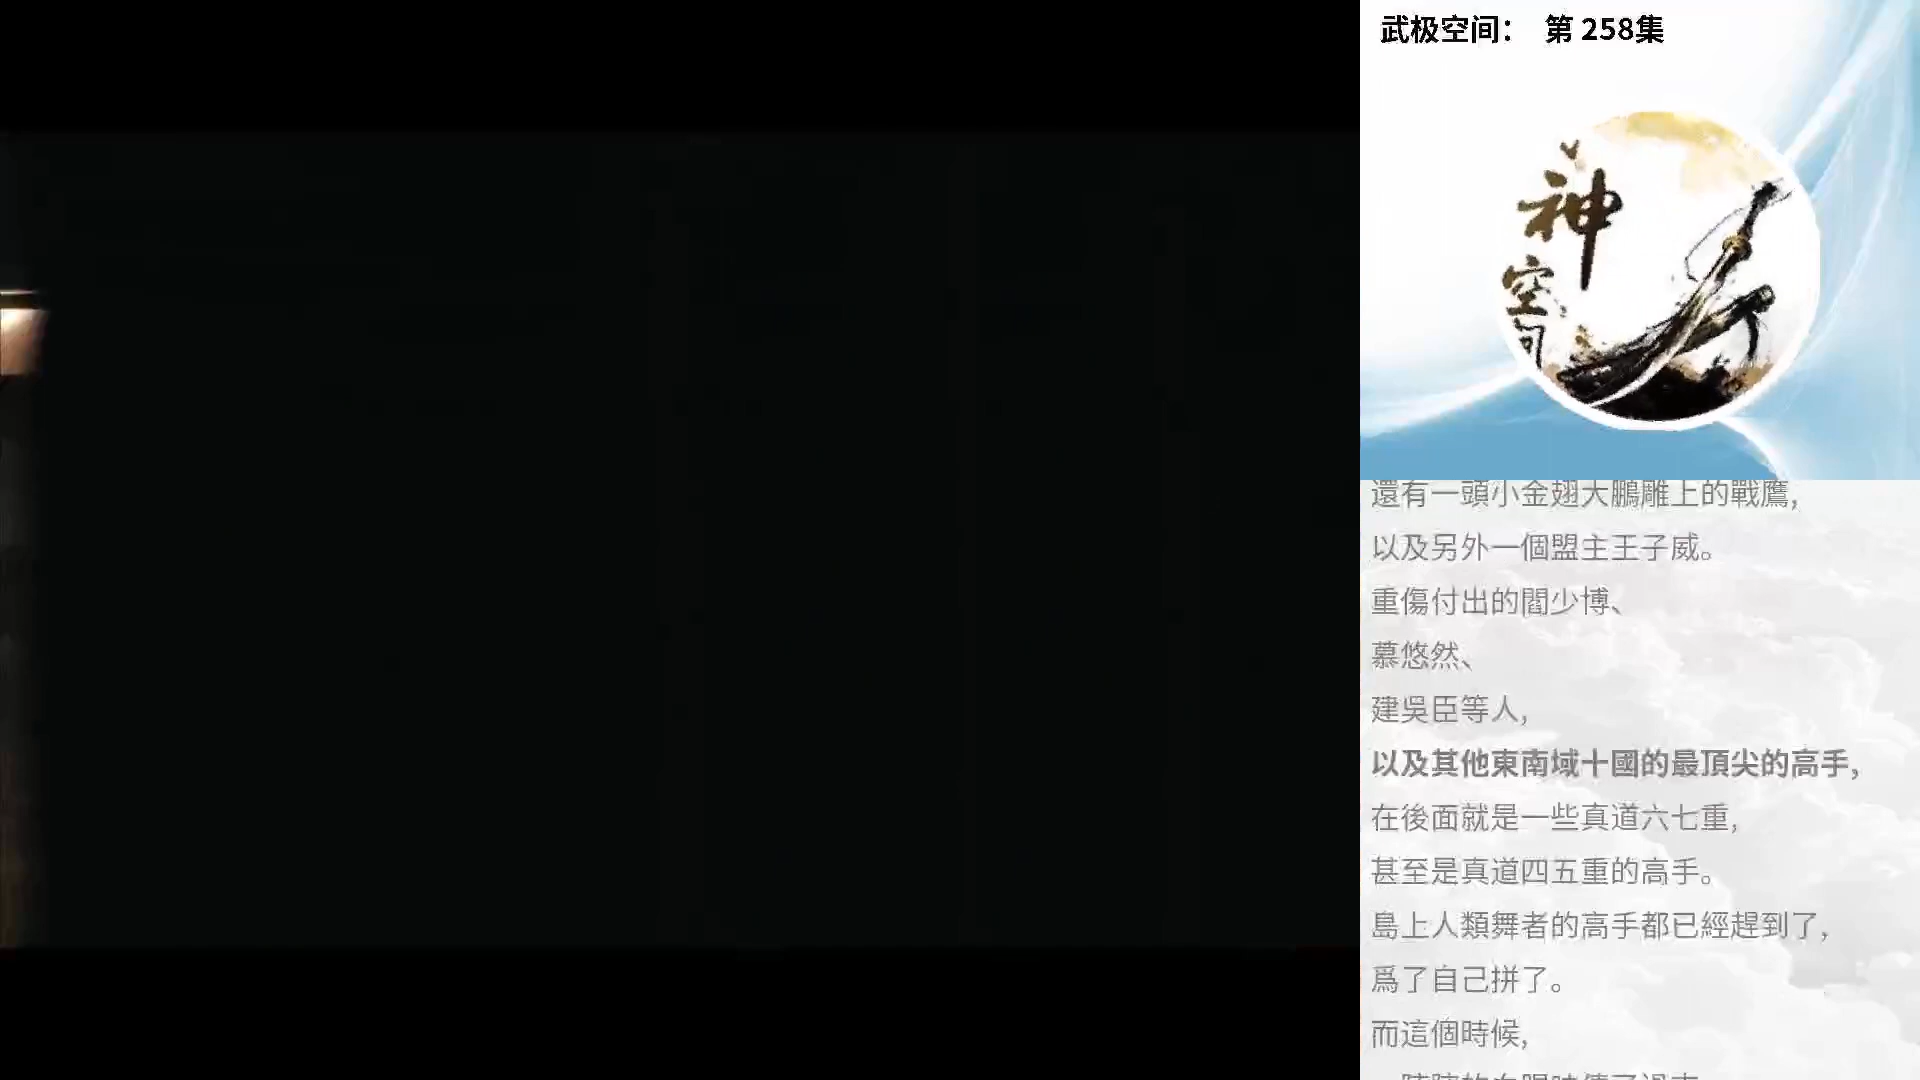 武极空间： 第 258集
神
空
间
還有一頭小金翅大鵬雕上的戰鷹，
以及另外一個盟主王子威。
重傷付出的閻少博、
慕悠然、
建吳臣等人，
以及其他東南域十國的最頂尖的高手，
在後面就是一些真道六七重，
甚至是真道四五重的高手。
島上人類舞者的高手都已經趕到了，
爲了自己拼了。
而這個時候，